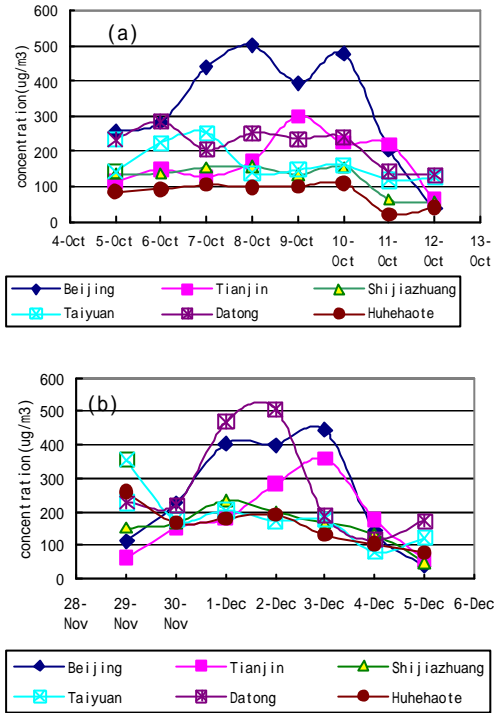 (a)
concentration(ug/m3)
600
500
400
300
200
100
0
4-Oct 5-Oct 6-Oct 7-Oct 8-Oct 9-Oct 10-Oct 11-Oct 12-Oct 13-Oct
Beijing Tianjin Shijiazhuang
Taiyuan Datong Huhehaote
(b)
concentration(ug/m3)
600
500
400
300
200
100
0
28-Nov 29-Nov 30-Nov 1-Dec 2-Dec 3-Dec 4-Dec 5-Dec 6-Dec
Beijing Tianjin Shijiazhuang
Taiyuan Datong Huhehaote